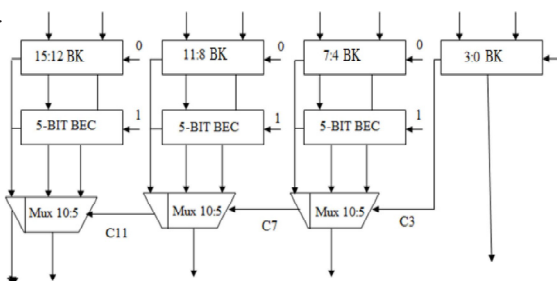 0 0 0
15:12 BK 11:8 BK 7:4 BK 3:0 BK
1 1 1
5-BIT BEC 5-BIT BEC 5-BIT BEC
Mux 10:5 Mux 10:5 Mux 10:5
C11 C7 C3